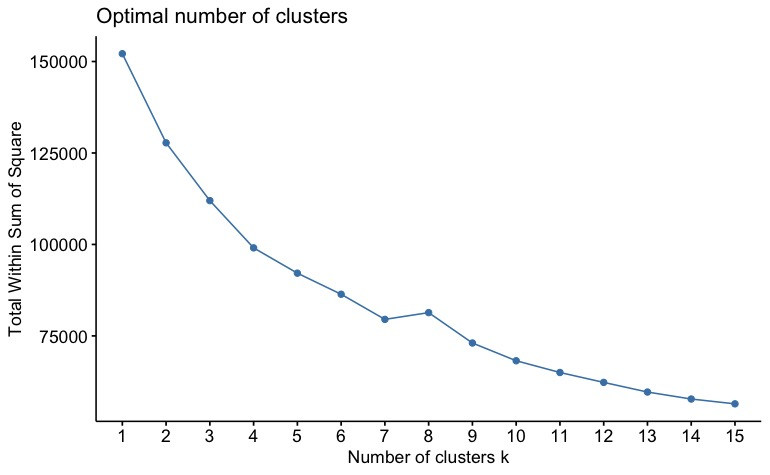 Optimal number of clusters
Total Within Sum of Square
150000
125000
100000
75000
1 2 3 4 5 6 7 8 9 10 11 12 13 14 15
Number of clusters k